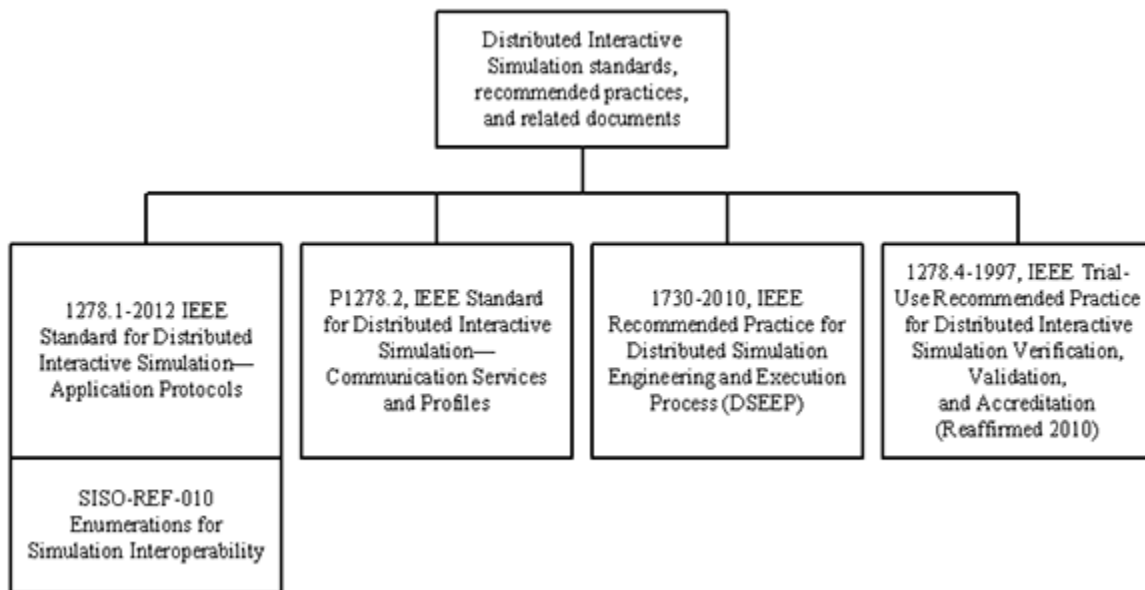 Distributed Interactive
Simulation standards,
recommended practices,
and related documents
1278.1-2012 IEEE
Standard for Distributed
Interactive Simulation—
Application Protocols
SISO-REF-010
Enumerations for
Simulation Interoperability
P1278.2, IEEE Standard
for Distributed Interactive
Simulation—
Communication Services
and Profiles
1730-2010, IEEE
Recommended Practice for
Distributed Simulation
Engineering and Execution
Process (DSEEP)
1278.4-1997, IEEE Trial-
Use Recommended Practice
for Distributed Interactive
Simulation Verification,
Validation,
and Accreditation
(Reaffirmed 2010)